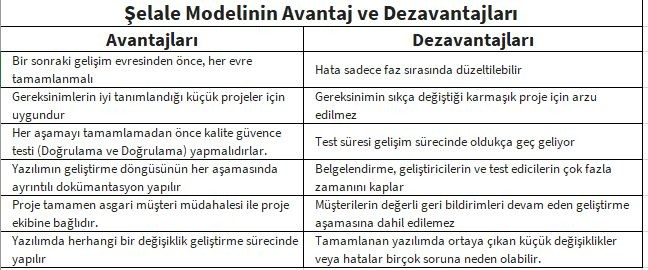 Şelale Modelinin Avantaj ve Dezavantajları
Avantajları
Dezavantajları
Bir sonraki gelişim evresinden önce, her evre
tamamlanmalı
Hata sadece faz sırasında düzeltilebilir
Gereksinimlerin iyi tanımlandığı küçük projeler için
uygundur
Gereksinimin sıkça değiştiği karmaşık proje için arzu
edilmez
Her aşamayı tamamlamadan önce kalite güvence
testi (Doğrulama ve Doğrulama) yapmalıdırlar.
Test süresi gelişim sürecinde oldukça geç geliyor
Yazılımın geliştirme döngüsünün her aşamasında
ayrıntılı dokümantasyon yapılır
Belgelendirme, geliştiricilerin ve test edicilerin çok fazla
zamanını kaplar
Proje tamamen asgari müşteri müdahalesi ile proje
ekibine bağlıdır.
Müşterilerin değerli geri bildirimleri devam eden geliştirme
aşamasına dahil edilemez
Yazılımda herhangi bir değişiklik geliştirme sürecinde
yapılır
Tamamlanan yazılımda ortaya çıkan küçük değişiklikler
veya hatalar birçok soruna neden olabilir.